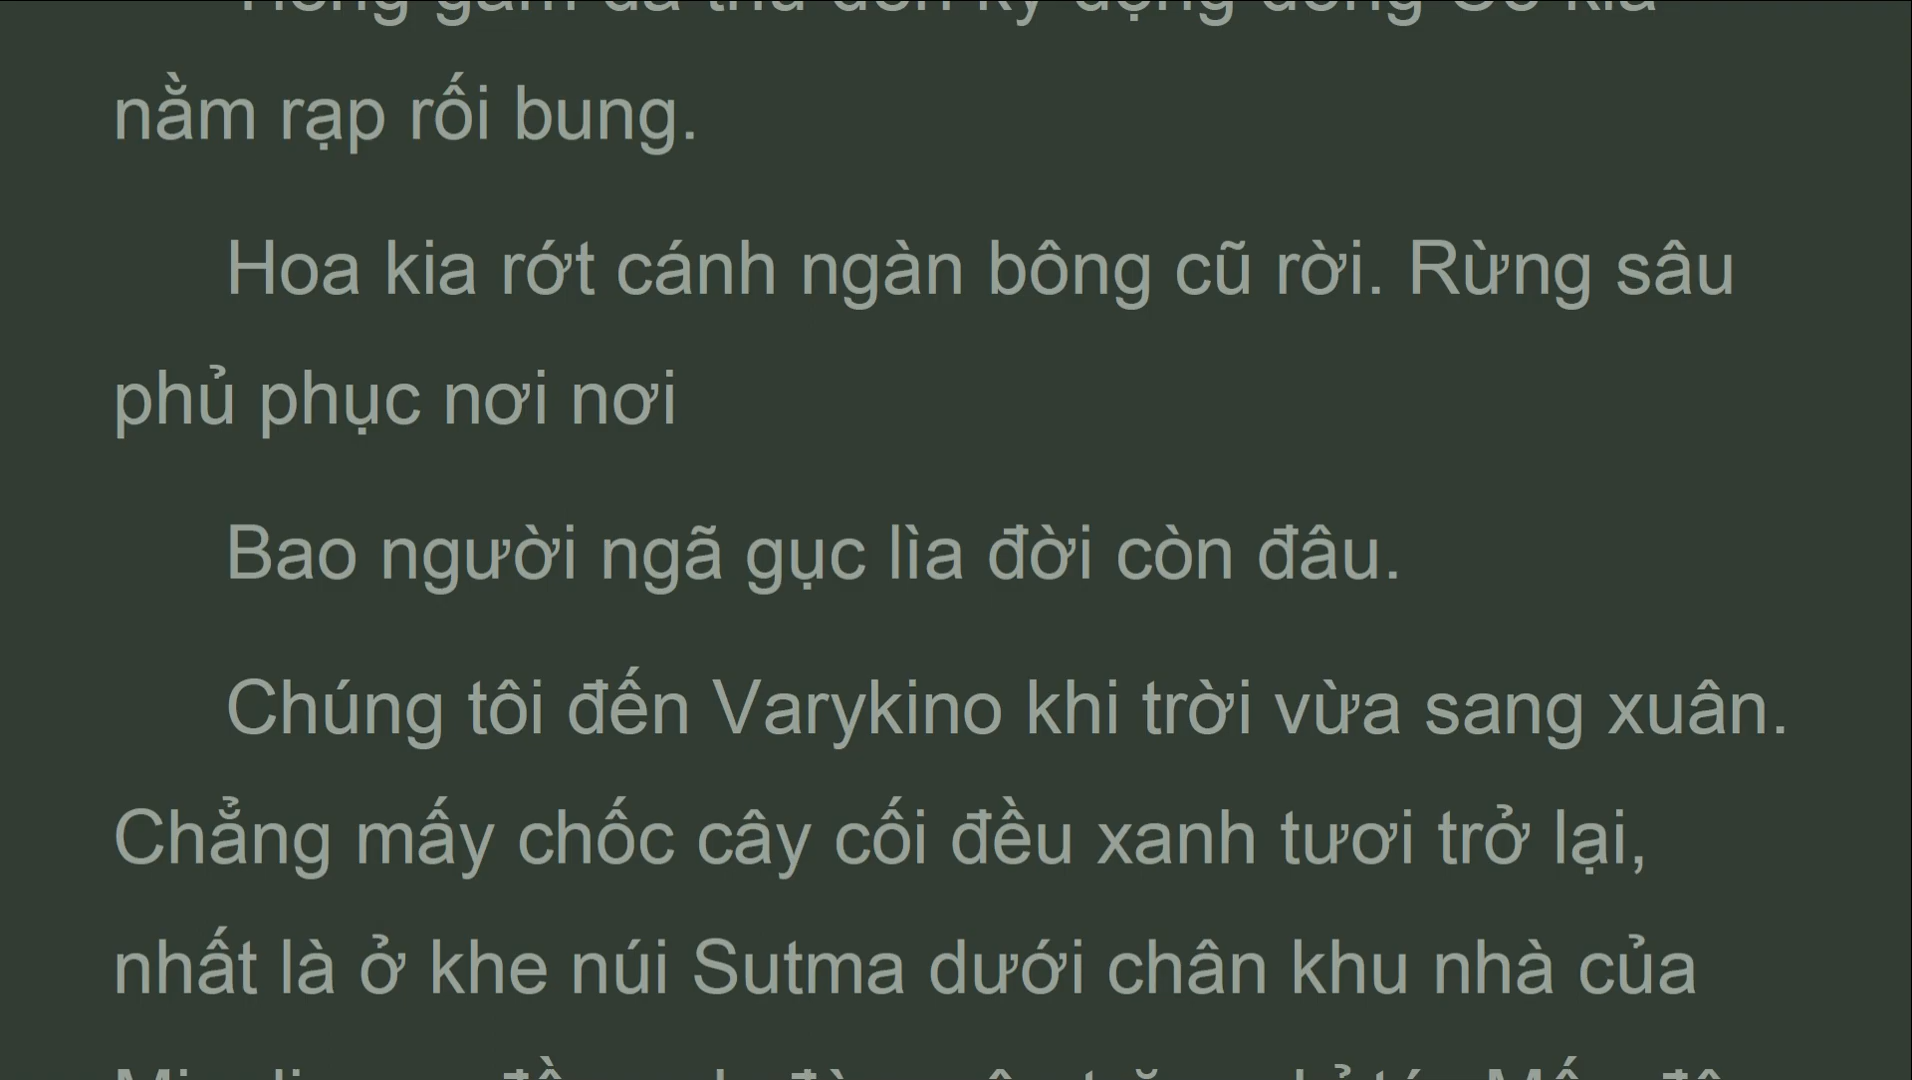 nằm rạp rối bung.
Hoa kia rớt cánh ngàn bông cũ rời. Rừng sâu
phủ phục nơi nơi
Bao người ngã gục lìa đời còn đâu.
Chúng tôi đến Varykino khi trời vừa sang xuân.
Chẳng mấy chốc cây cối đều xanh tươi trở lại,
nhất là ở khe núi Sutma dưới chân khu nhà của